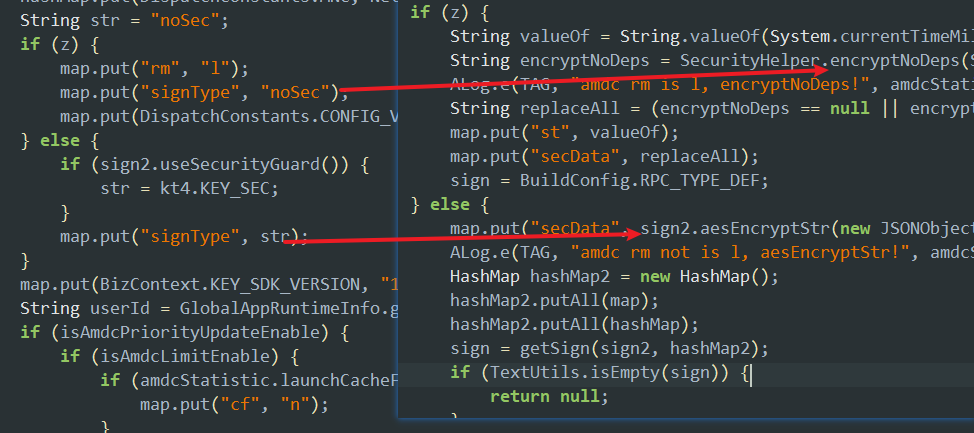 String str = "noSec";
if (z) {
map.put("rm", "l");
map.put("signType", "noSec");
map.put(DispatchConstants.CONFIG_V
} else {
if (sign2.useSecurityGuard()) {
str = kt4.KEY_SEC;
}
map.put("signType", str);
}
map.put(BizContext.KEY_SDK_VERSION, "1
String userId = GlobalAppRuntimeInfo.g
if (isAmdcPriorityUpdateEnable) {
if (isAmdcLimitEnable) {
if (amdcStatistic.launchCacheF
map.put("cf", "n");
}
if (z) {
String valueOf = String.valueOf(System.currentTimeMil
String encryptNoDeps = SecurityHelper.encryptNoDeps(S
ALog.e(TAG, "amdc rm is l, encryptNoDeps!", amdcStati
String replaceAll = (encryptNoDeps == null || encrypt
map.put("st", valueOf);
map.put("secData", replaceAll);
sign = BuildConfig.RPC_TYPE_DEF;
} else {
map.put("secData", sign2.aesEncryptStr(new JSONObject
ALog.e(TAG, "amdc rm not is l, aesEncryptStr!", amdcS
HashMap hashMap2 = new HashMap();
hashMap2.putAll(map);
hashMap2.putAll(hashMap);
sign = getSign(sign2, hashMap2);
if (TextUtils.isEmpty(sign)) {
return null;